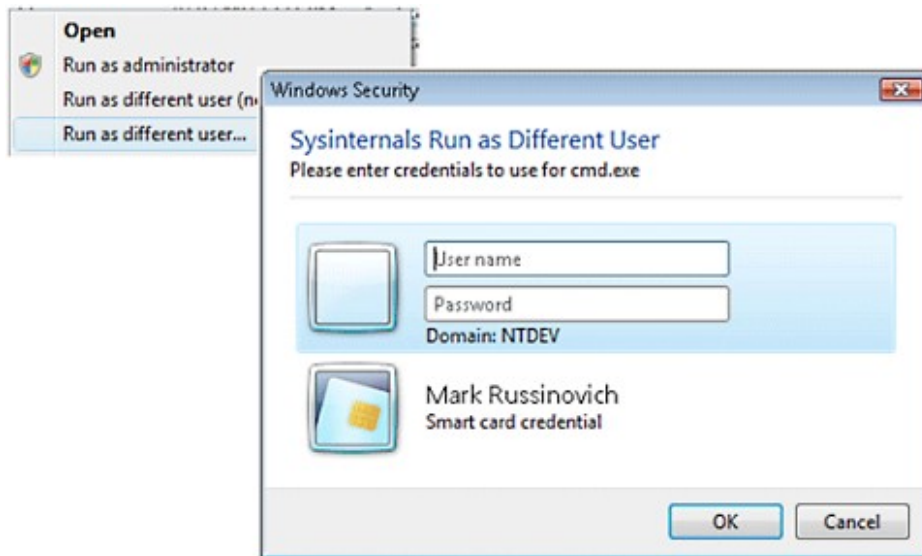 Open
Run as administrator
Run as different user (n
Run as different user...
Windows Security
Sysinternals Run as Different User
Please enter credentials to use for cmd.exe
User name
Password
Domain: NTDEV
Mark Russinovich
Smart card credential
OK
Cancel